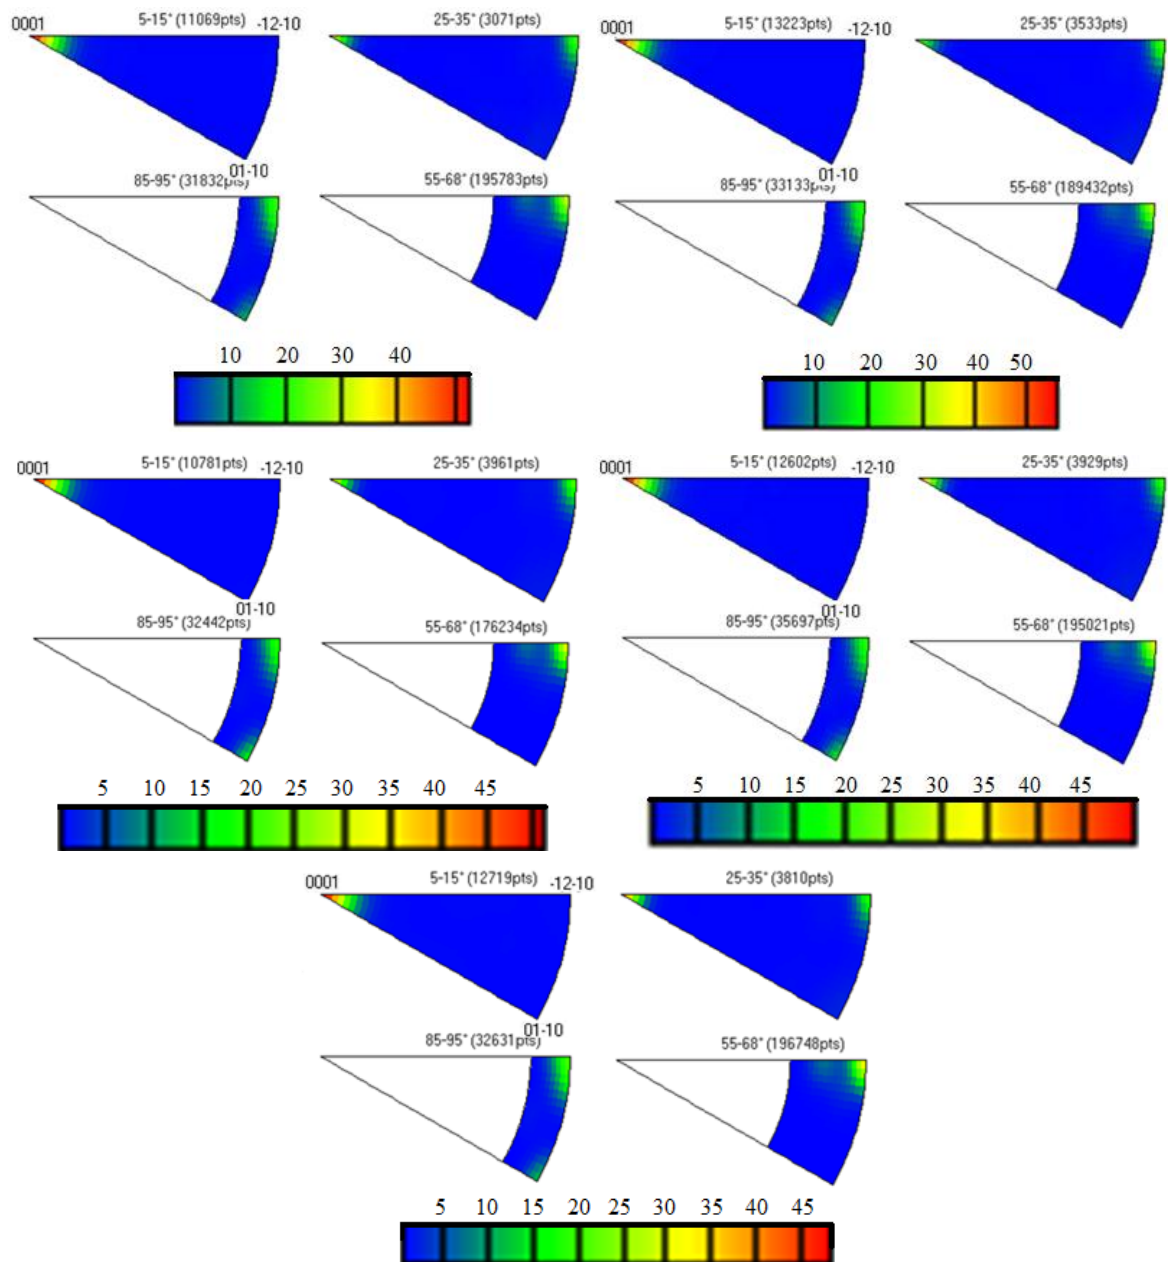 0001 5-15° (11069pts) -12-10 25-35° (3071pts)
01-10
85-95° (31832pts) 55-68° (195783pts)
10 20 30 40
0001 5-15° (13223pts) -12-10 25-35° (3533pts)
01-10
85-95° (33133pts) 55-68° (189432pts)
10 20 30 40 50
0001 5-15° (10781pts) -12-10 25-35° (3961pts)
01-10
85-95° (32442pts) 55-68° (176234pts)
5 10 15 20 25 30 35 40 45
0001 5-15° (12602pts) -12-10 25-35° (3929pts)
01-10
85-95° (35697pts) 55-68° (195021pts)
5 10 15 20 25 30 35 40 45
0001 5-15° (12719pts) -12-10 25-35° (3810pts)
01-10
85-95° (32631pts) 55-68° (196748pts)
5 10 15 20 25 30 35 40 45